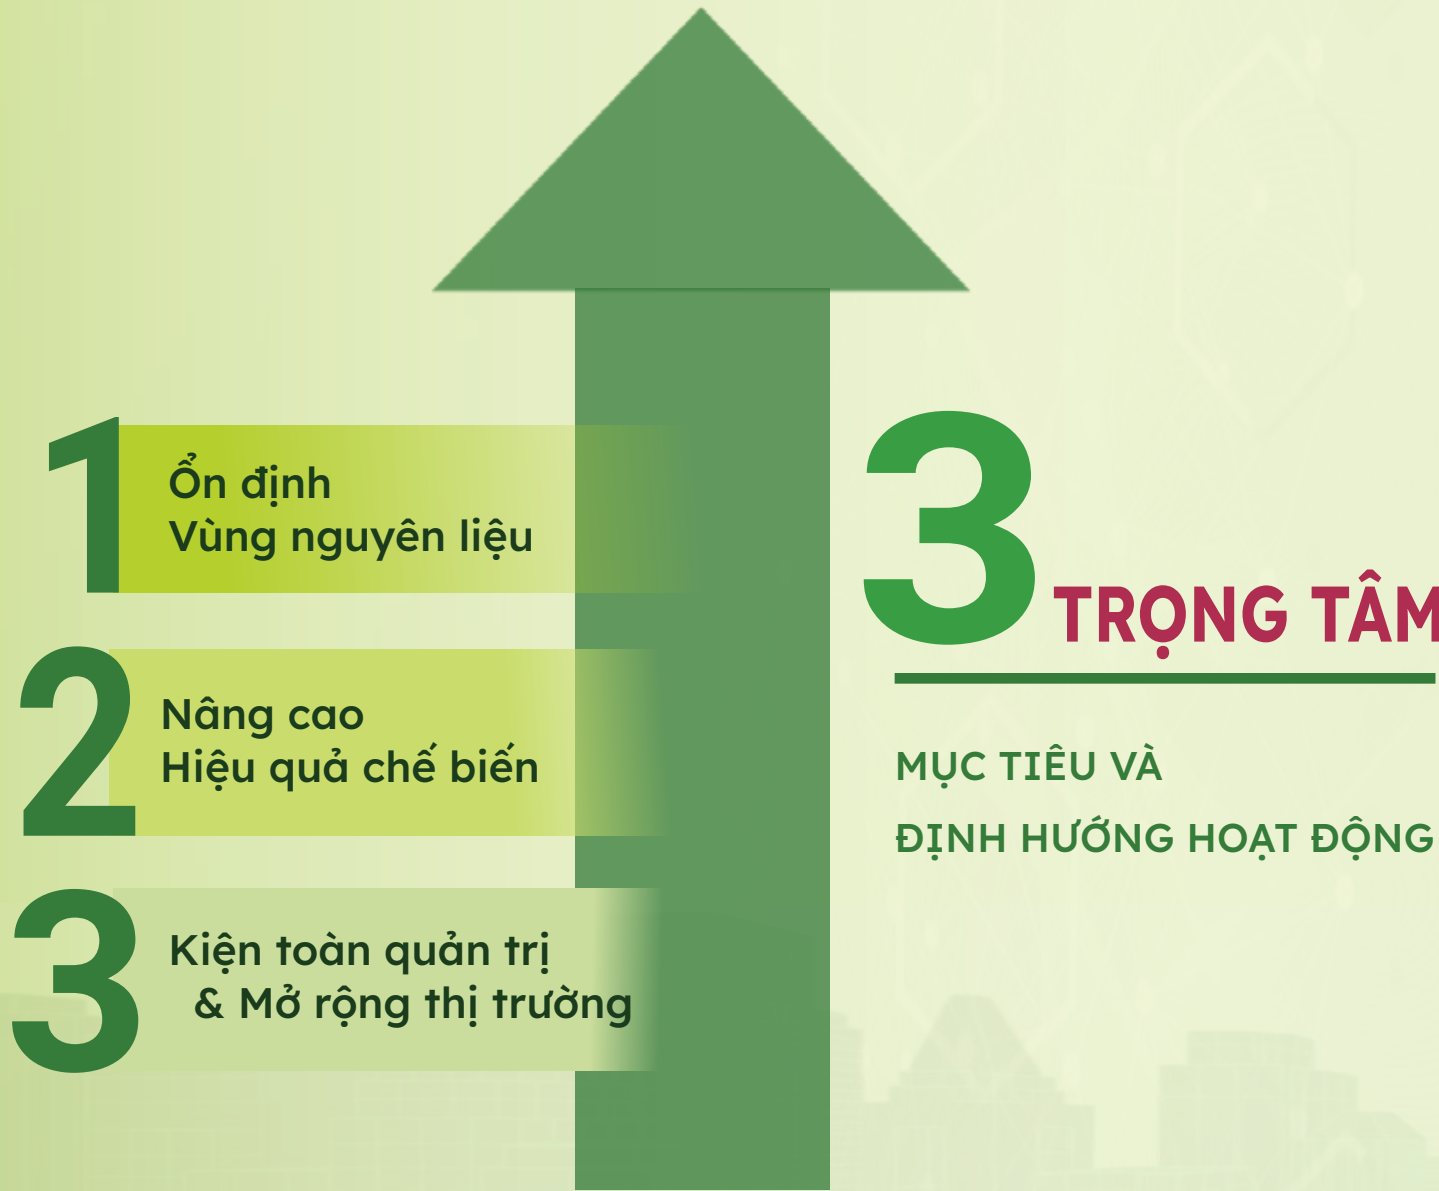 1
Ổn định
Vùng nguyên liệu
2
Nâng cao
Hiệu quả chế biến
3
Kiện toàn quản trị
& Mở rộng thị trường
3 TRỌNG TÂM
MỤC TIÊU VÀ
ĐỊNH HƯỚNG HOẠT ĐỘNG